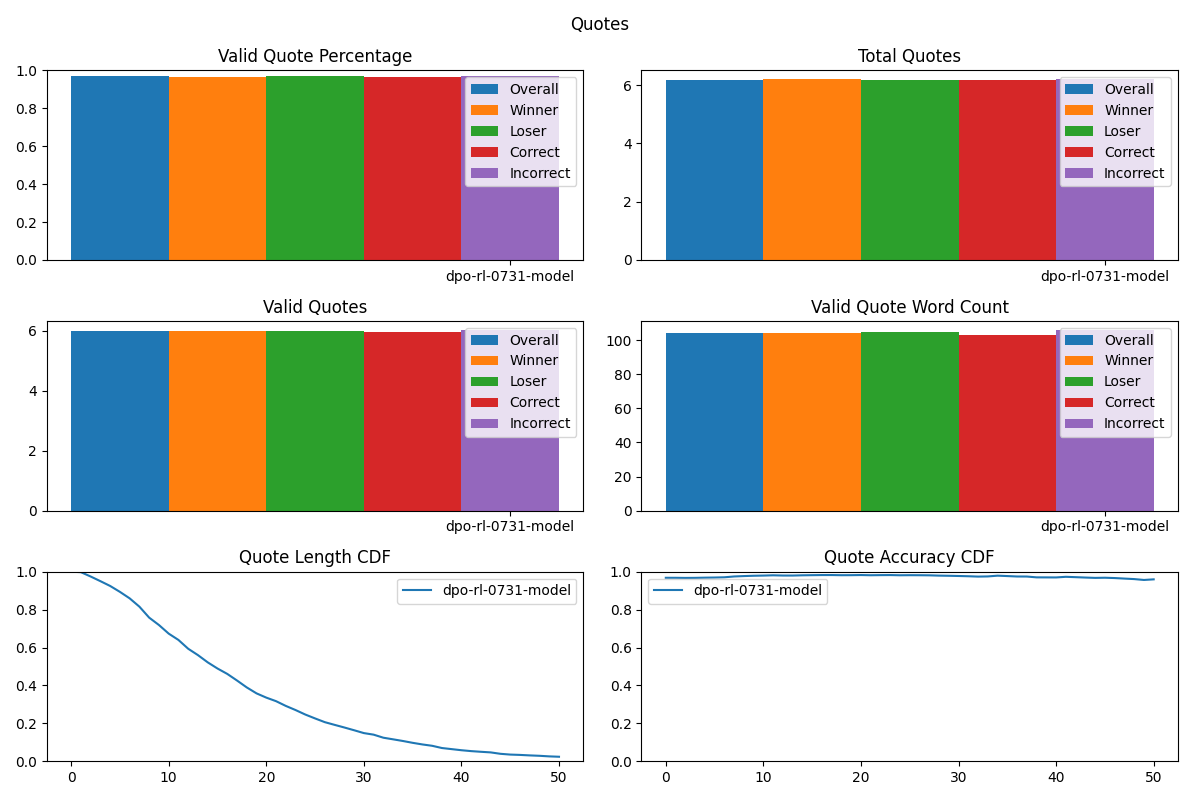 Quotes
Valid Quote Percentage
1.0
0.8
0.6
0.4
0.2
0.0
Overall
Winner
Loser
Correct
Incorrect
dpo-rl-0731-model
Total Quotes
6
4
2
0
Overall
Winner
Loser
Correct
Incorrect
dpo-rl-0731-model
Valid Quotes
6
4
2
0
Overall
Winner
Loser
Correct
Incorrect
dpo-rl-0731-model
Valid Quote Word Count
100
80
60
40
20
0
Overall
Winner
Loser
Correct
Incorrect
dpo-rl-0731-model
Quote Length CDF
1.0
0.8
0.6
0.4
0.2
0.0
dpo-rl-0731-model
0 10 20 30 40 50
Quote Accuracy CDF
1.0
0.8
0.6
0.4
0.2
0.0
dpo-rl-0731-model
0 10 20 30 40 50